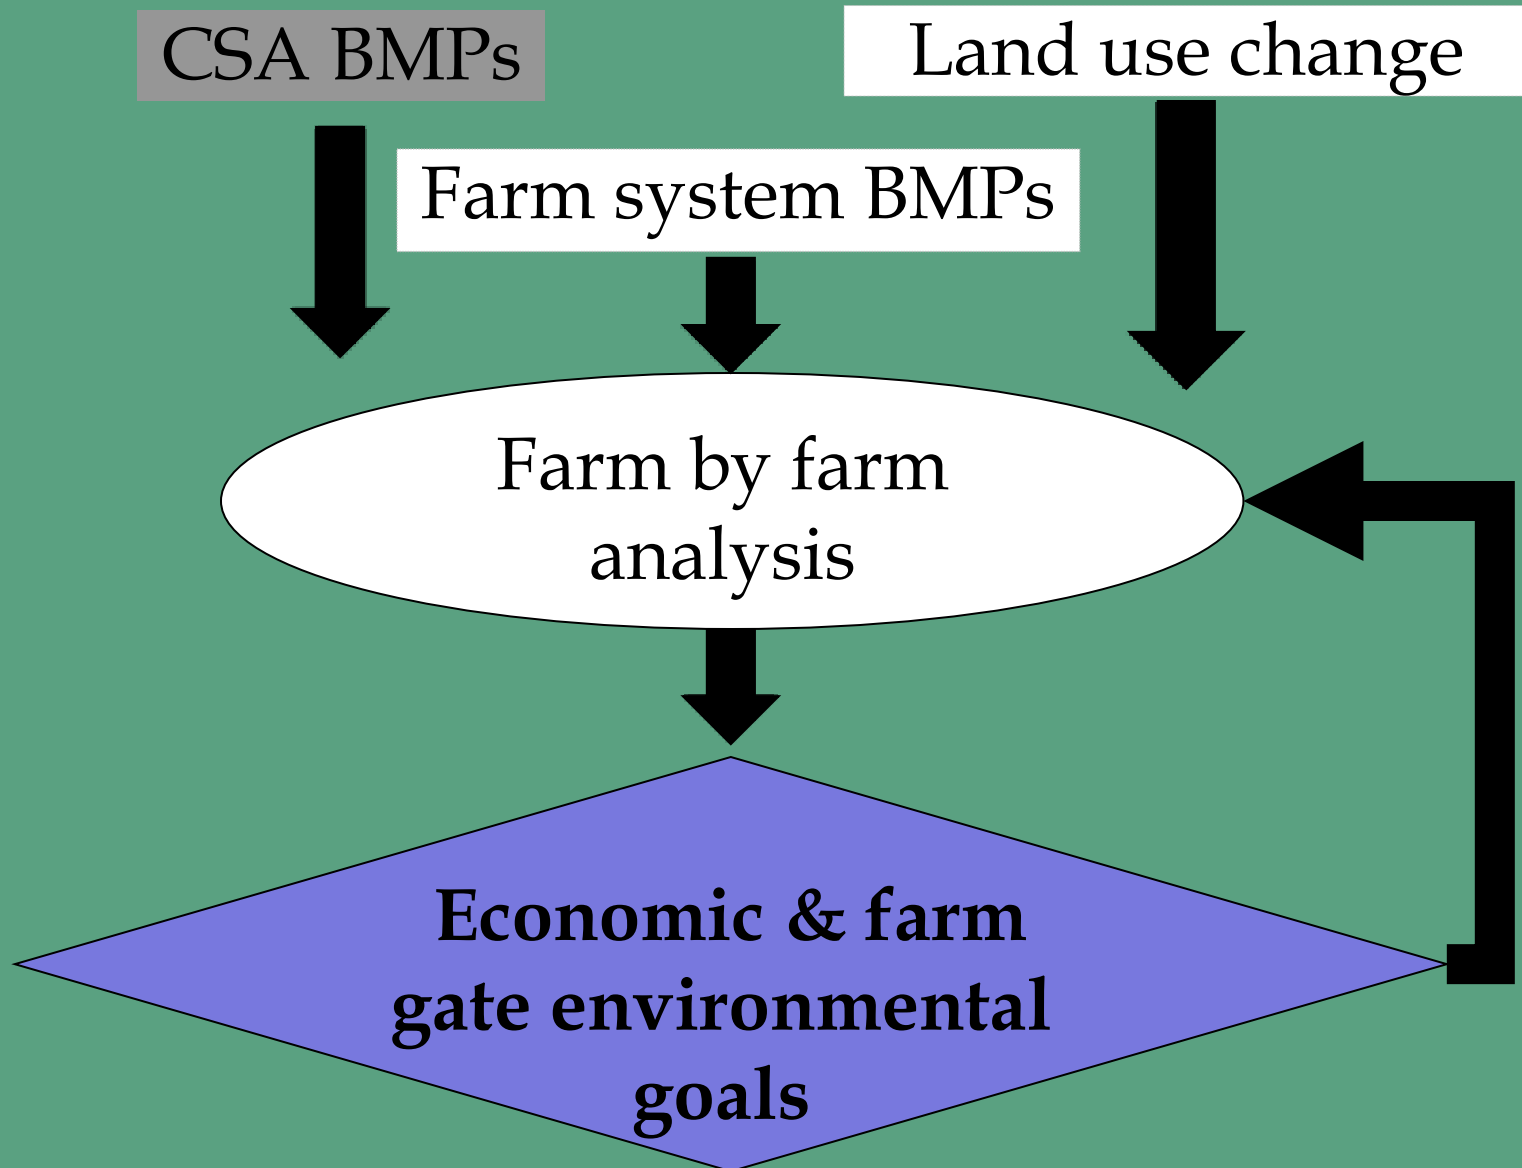 CSA BMPs
Land use change
Farm system BMPs
Farm by farm
analysis
Economic & farm
gate environmental
goals